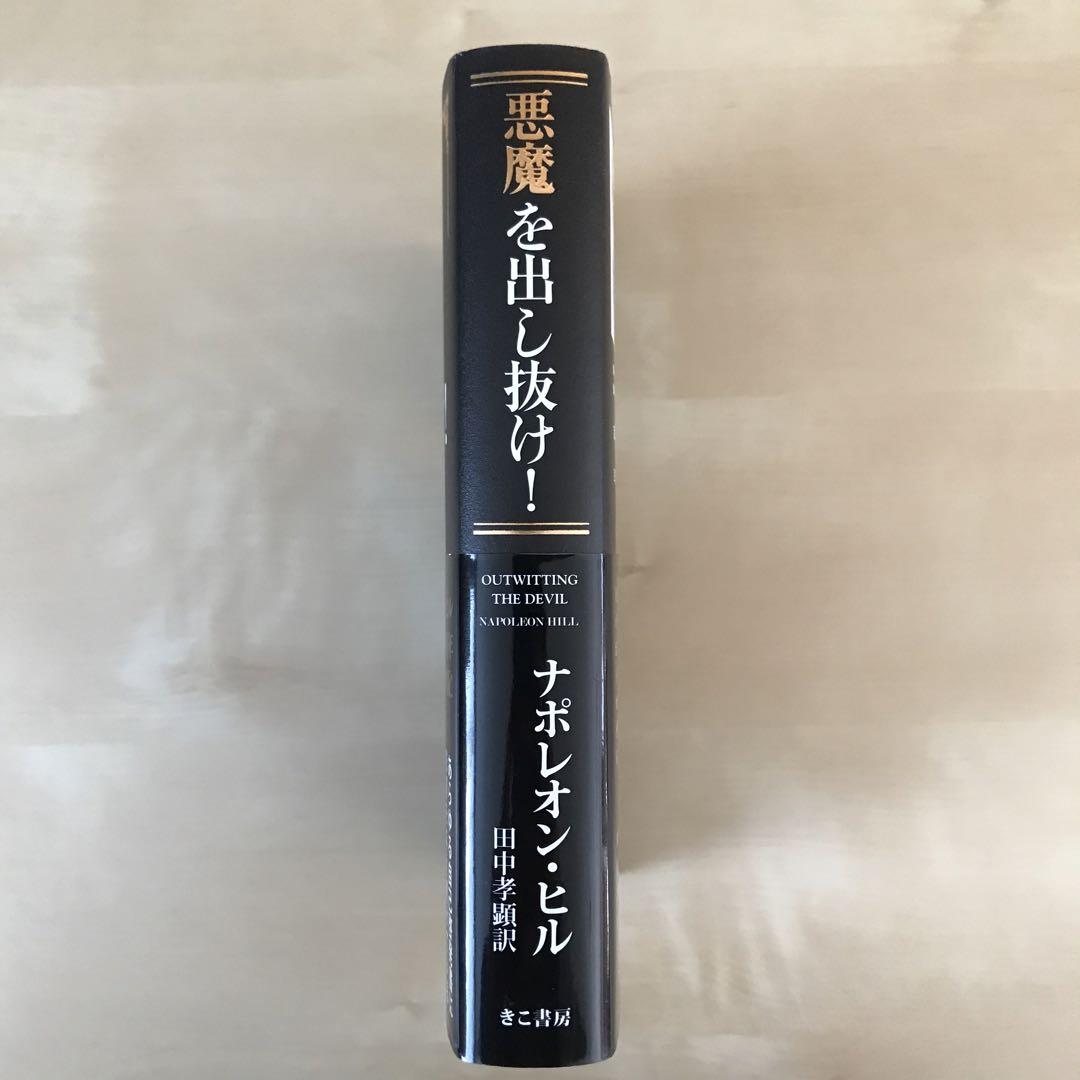 悪魔を出し抜け！
OUTWITTING
THE DEVIL
NAPOLEON HILL
ナポレオン・ヒル
田中孝顕訳
きこ書房